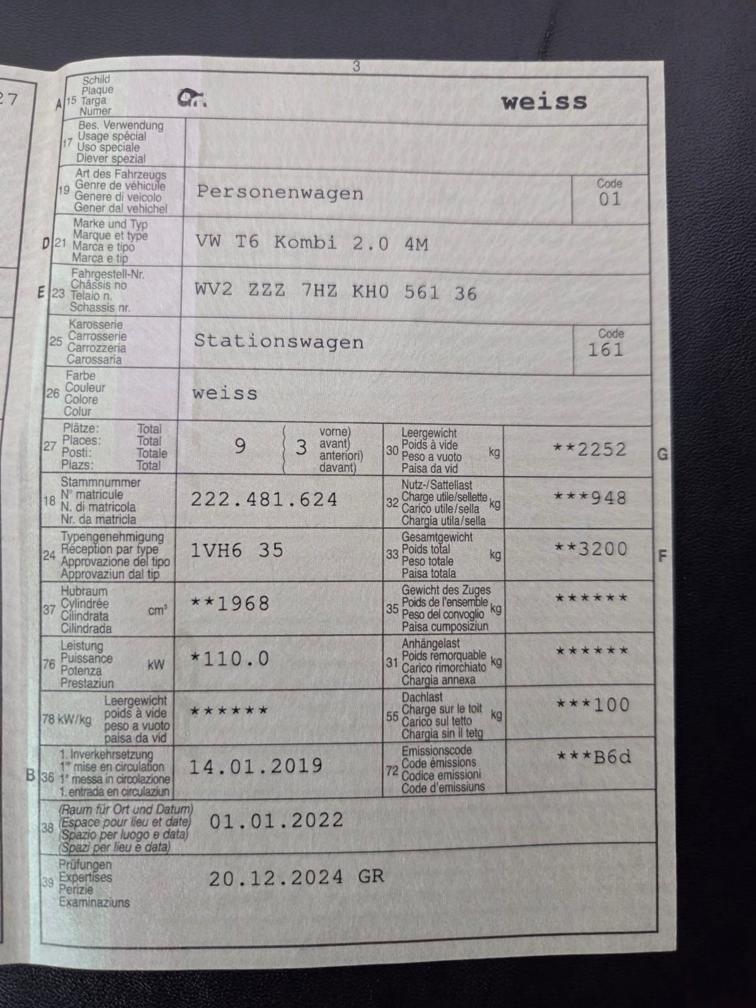 3
27
A 15 Schild
Plaque
Targa
Numer
weiss
17 Bes. Verwendung
Usage spécial
Uso speciale
Diever spezial
19 Art des Fahrzeugs
Genre de véhicule
Genere di veicolo
Gener dal vehichel
Personenwagen
Code
01
D 21 Marke und Typ
Marque et type
Marca e tipo
Marca e tip
VW T6 Kombi 2.0 4M
E 23 Fahrgestell-Nr.
Châssis no
Telaio n.
Schassis nr.
WV2 ZZZ 7HZ KH0 561 36
25 Karosserie
Carrosserie
Carrozzeria
Carossaria
Stationswagen
Code
161
26 Farbe
Couleur
Colore
Colur
weiss
27 Plätze: Total
Places: Total
Posti: Totale
Plazs: Total
9
3
vorne)
avant)
anteriori)
davant)
30 Leergewicht
Poids à vide
Peso a vuoto
Paisa da vid
kg
**2252
G
18 Stammnummer
N° matricule
N. di matricola
Nr. da matricla
222.481.624
32 Nutz-/Sattellast
Charge utile/sellette
Carico utile/sella
Chargia utila/sella
kg
***948
24 Typengenehmigung
Réception par type
Approvazione del tipo
Approvaziun dal tip
1VH6 35
33 Gesamtgewicht
Poids total
Peso totale
Paisa totala
kg
**3200
F
37 Hubraum
Cylindrée
Cilindrata
Cilindrada
cm³
**1968
35 Gewicht des Zuges
Poids de l'ensemble
Peso del convoglio
Paisa cumposiziun
kg
******
76 Leistung
Puissance
Potenza
Prestaziun
kW
*110.0
31 Anhängelast
Poids remorquable
Carico rimorchiato
Chargia annexa
kg
******
78 kW/kg
Leergewicht
poids à vide
peso a vuoto
paisa da vid
******
55 Dachlast
Charge sur le toit
Carico sul tetto
Chargia sin il tetg
kg
***100
B 36 1. Inverkehrsetzung
1re mise en circulation
1a messa in circolazione
1. entrada en circulaziun
14.01.2019
72 Emissionscode
Code émissions
Codice emissioni
Code d'emissiuns
***B6d
38 (Raum für Ort und Datum)
(Espace pour lieu et date)
(Spazio per luogo e data)
(Spazi per lieu e data)
01.01.2022
39 Prüfungen
Expertises
Perizie
Examinaziuns
20.12.2024 GR